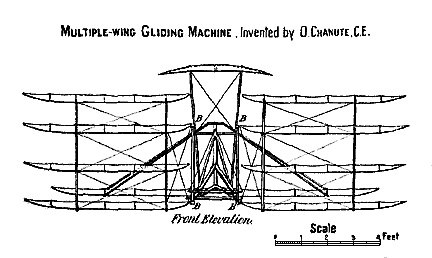 MULTIPLE-WING GLIDING MACHINE, Invented by O.CHANUTE, C.E.
B B
B B
Front Elevation.
Scale
0 1 2 3 4 Feet